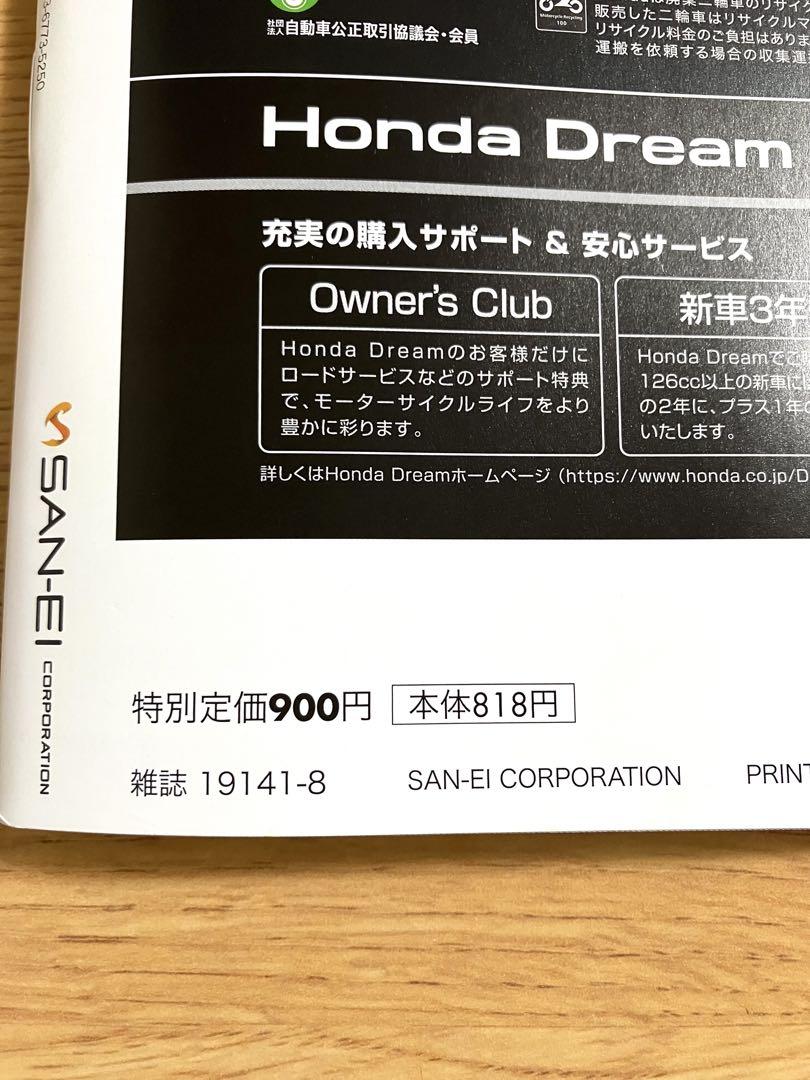 3-6773-5250
社団法人 自動車公正取引協議会・会員
Motorcycle Recycling
100
販売した二輪車はリサイクルマ
リサイクル料金のご負担はありま
運搬を依頼する場合の収集運
Honda Dream
充実の購入サポート & 安心サービス
Owner's Club
Honda Dreamのお客様だけに
ロードサービスなどのサポート特典
で、モーターサイクルライフをより
豊かに彩ります。
新車3年
Honda Dreamでご
126cc以上の新車に
の2年に、プラス1年の
いたします。
詳しくはHonda Dreamホームページ（https://www.honda.co.jp/D
SAN-EI CORPORATION
特別定価900円 本体818円
雑誌 19141-8 SAN-EI CORPORATION PRINT